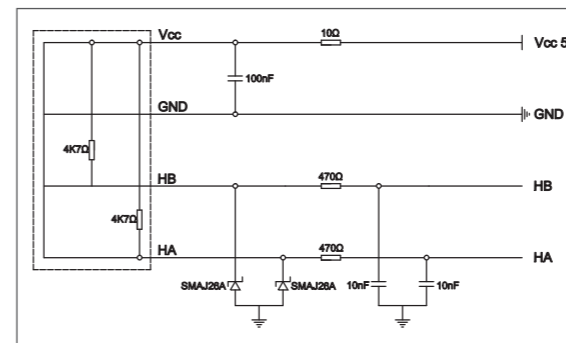 Vcc 10Ω Vcc 5
100nF
GND GND
4K7Ω
HB 470Ω HB
4K7Ω
HA 470Ω HA
SMAJ26A SMAJ26A 10nF 10nF